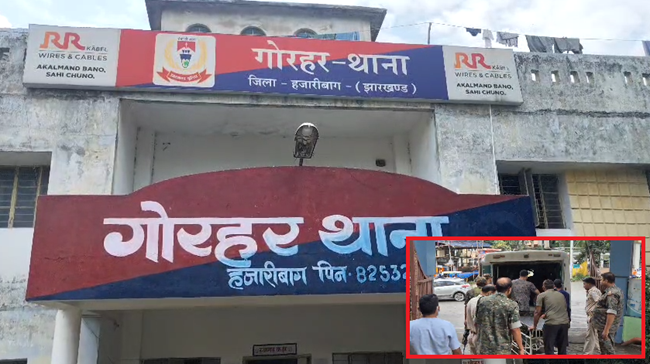 RR KABEL
WIRES & CABLES
AKALMAND BANO,
SAHI CHUNO.
गोरहर-थाना
जिला - हजारीबाग - (झारखण्ड)
RR KABEL
WIRES & CABLES
AKALMAND BANO,
SAHI CHUNO.
गोरहर थाना
हजारीबाग पिन- 8253